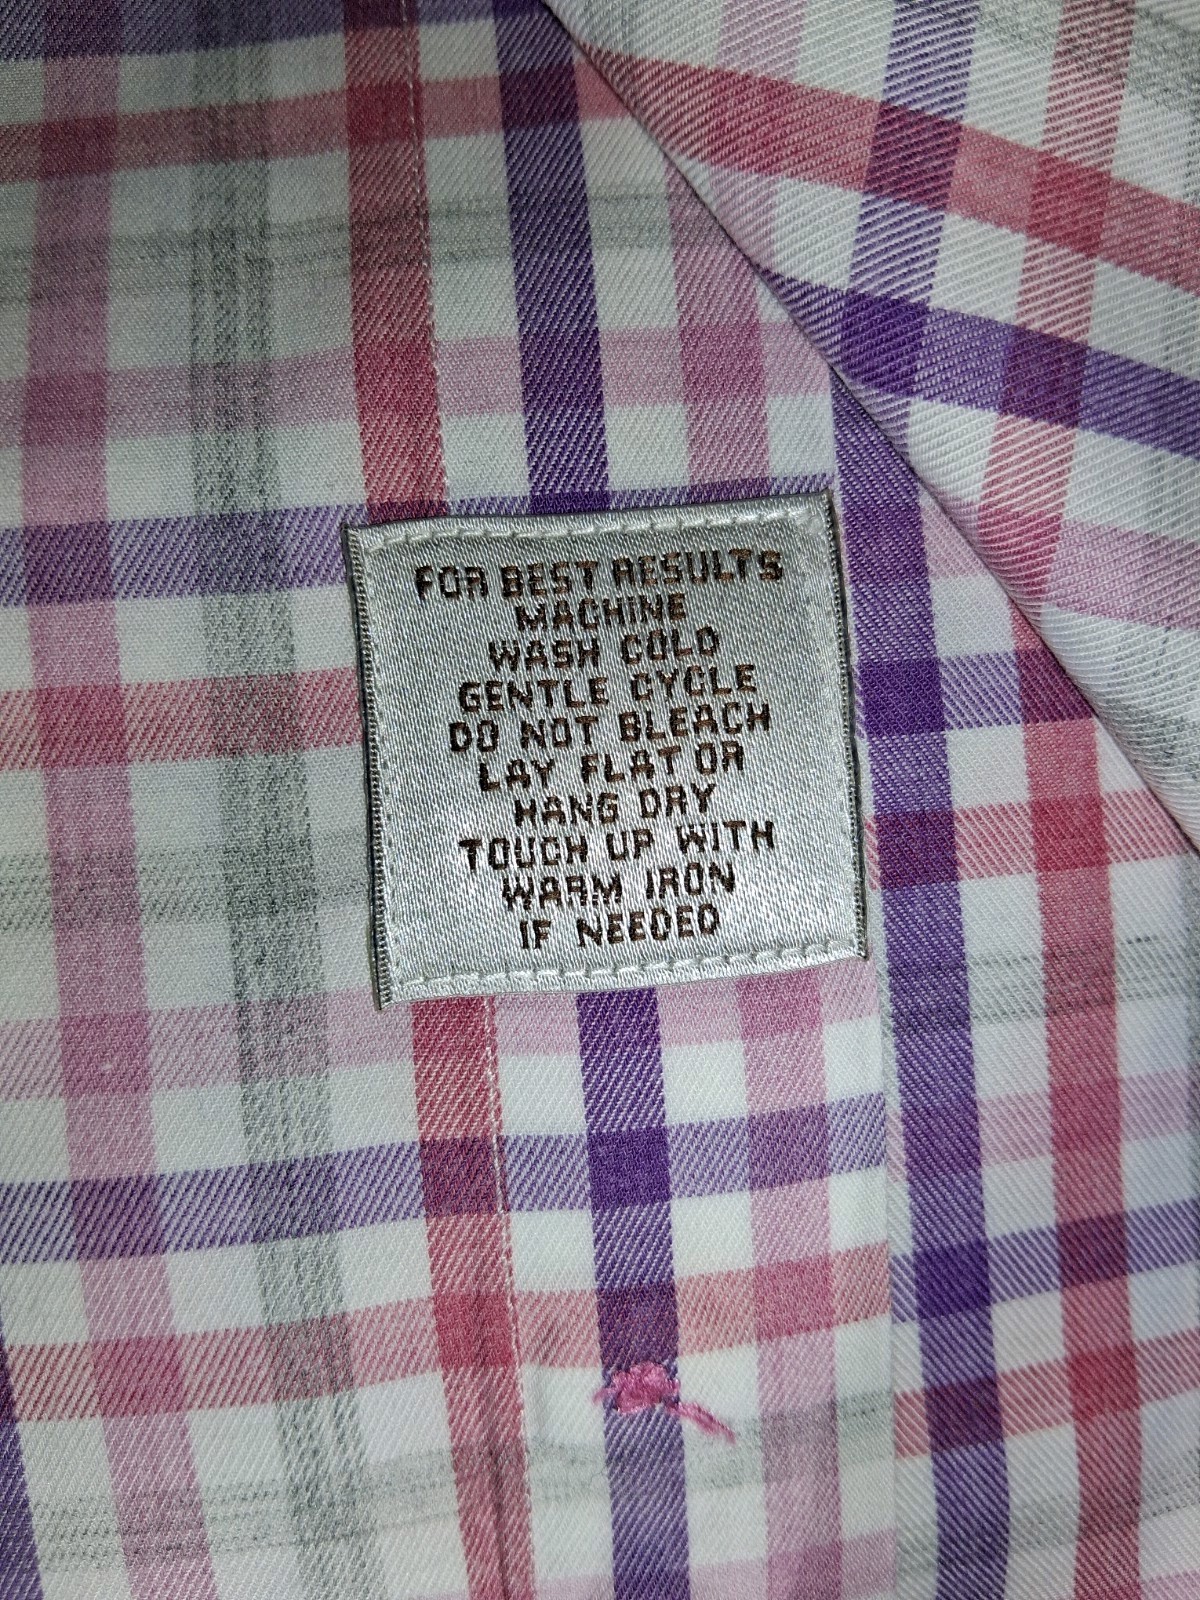 FOR BEST RESULTS
MACHINE
WASH COLD
GENTLE CYCLE
DO NOT BLEACH
LAY FLAT OR
HANG DRY
TOUCH UP WITH
WARM IRON
IF NEEDED